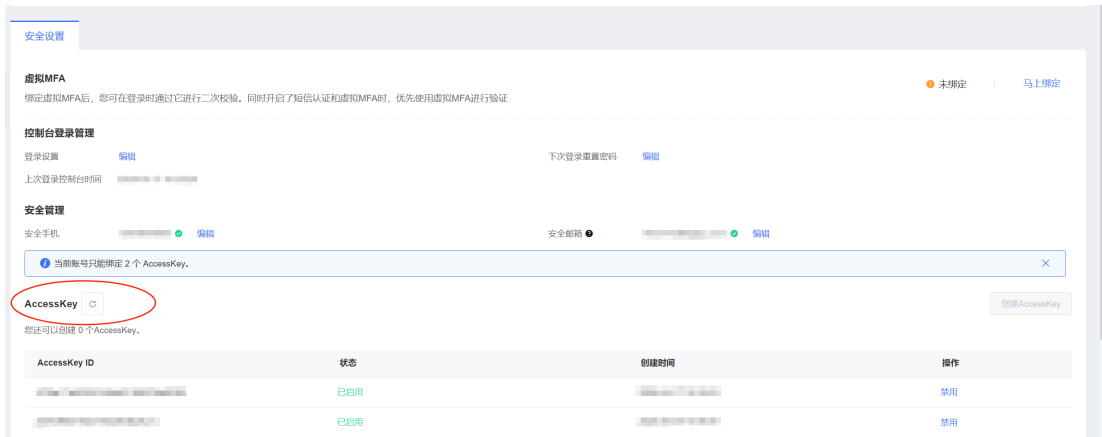 安全设置
虚拟MFA
绑定虚拟MFA后，您可在登录时通过它进行二次校验。同时开启了短信认证和虚拟MFA时，优先使用虚拟MFA进行验证
未绑定 马上绑定
控制台登录管理
登录设置 编辑 下次登录重置密码 编辑
上次登录控制台时间
安全管理
安全手机 编辑 安全邮箱 编辑
当前账号只能绑定 2 个 AccessKey。
AccessKey 创建AccessKey
您还可以创建 0 个AccessKey。
AccessKey ID 状态 创建时间 操作
已启用 禁用
已启用 禁用